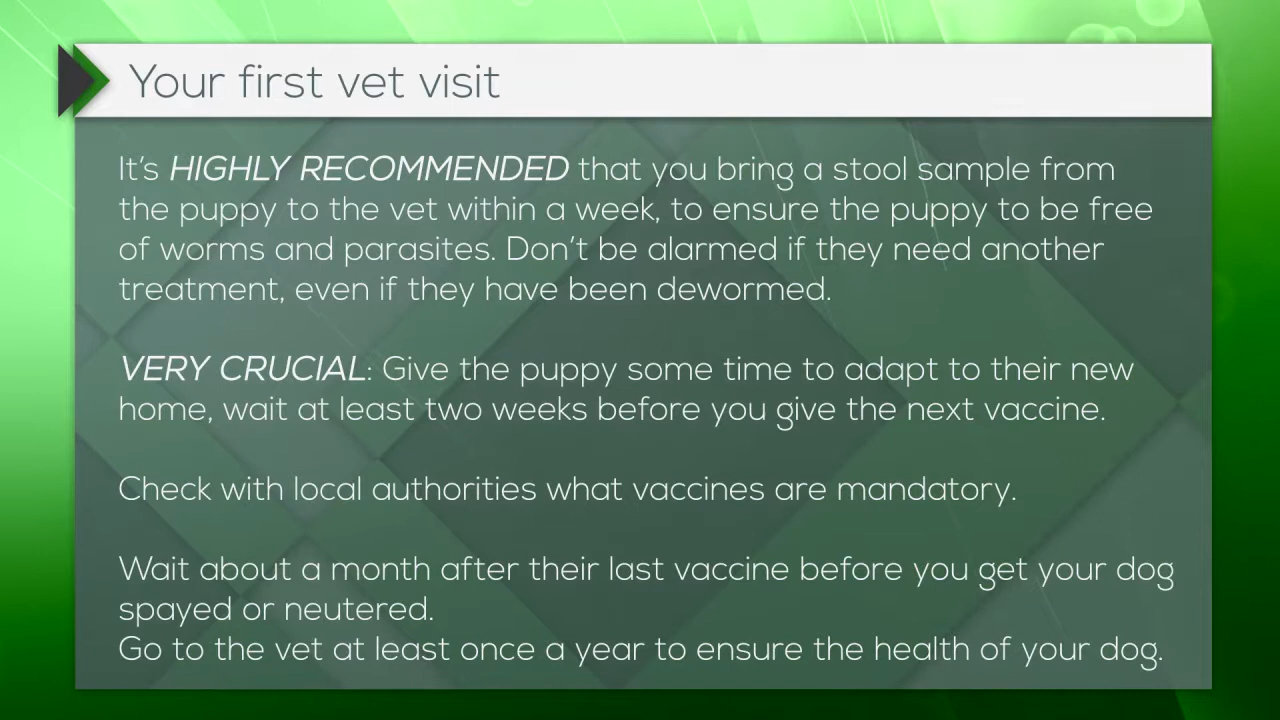 Your first vet visit
It's HIGHLY RECOMMENDED that you bring a stool sample from
the puppy to the vet within a week, to ensure the puppy to be free
of worms and parasites. Don't be alarmed if they need another
treatment, even if they have been dewormed.
VERY CRUCIAL: Give the puppy some time to adapt to their new
home, wait at least two weeks before you give the next vaccine.
Check with local authorities what vaccines are mandatory.
Wait about a month after their last vaccine before you get your dog
spayed or neutered.
Go to the vet at least once a year to ensure the health of your dog.